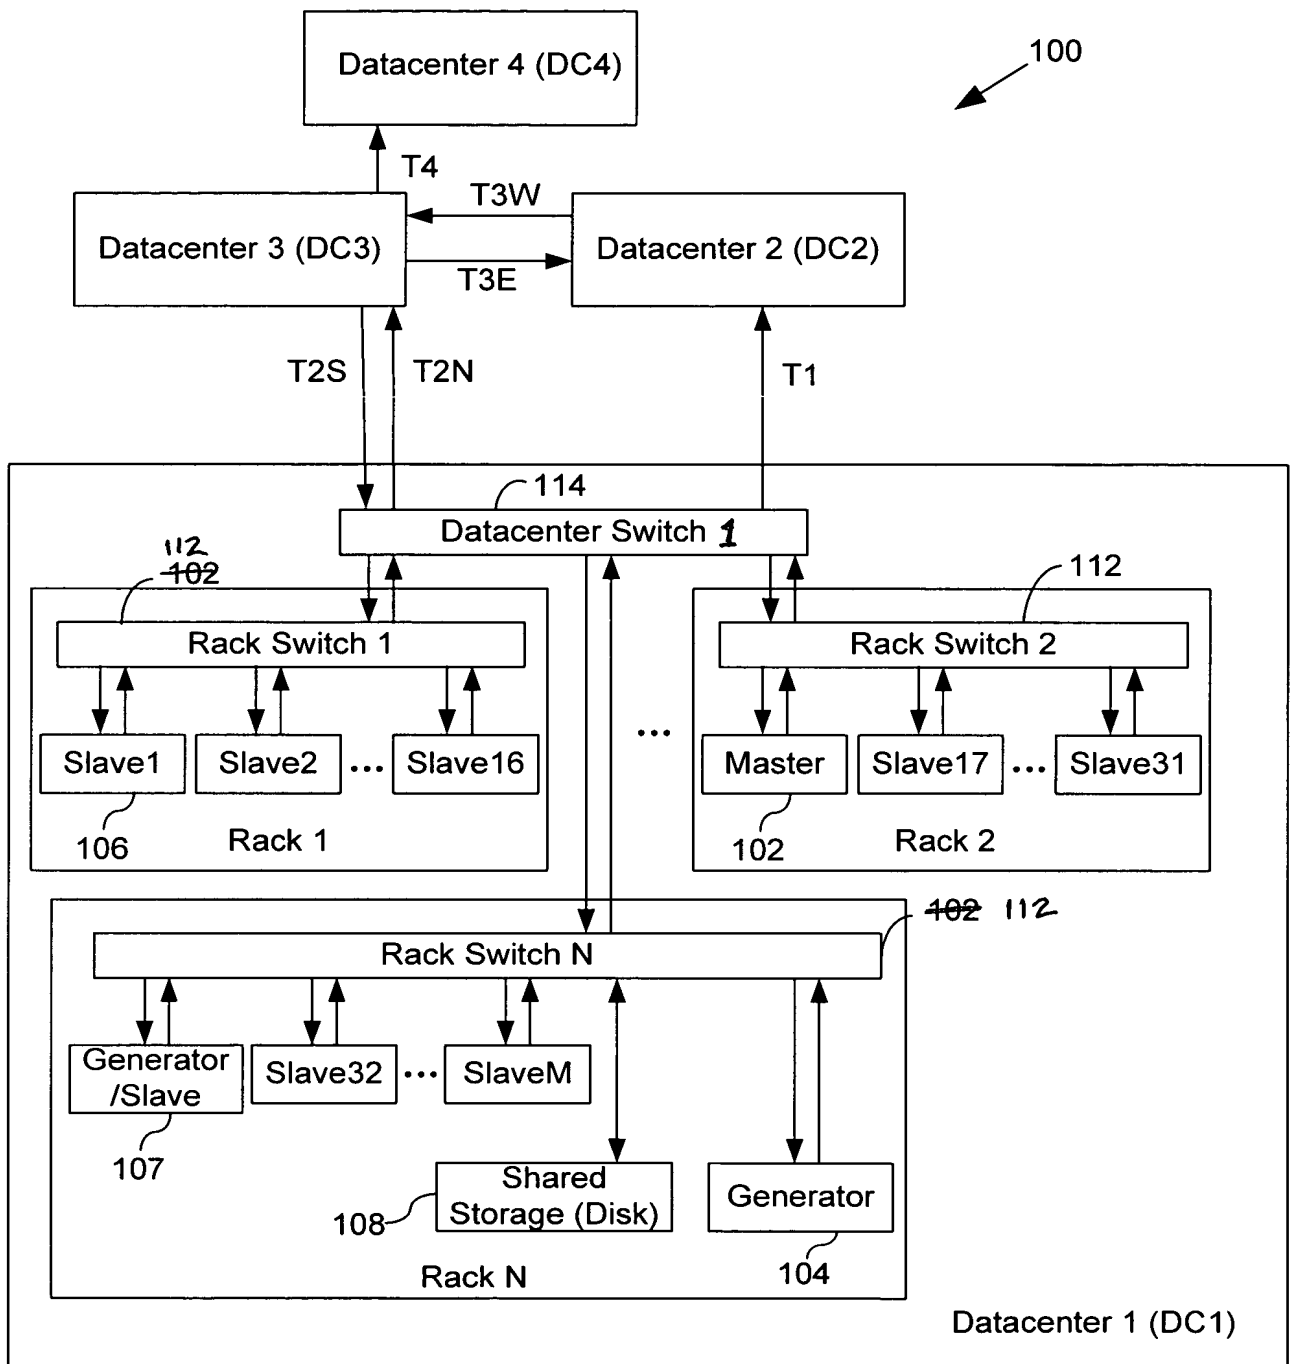 Datacenter 4 (DC4)
100
T4
T3W
Datacenter 3 (DC3)
Datacenter 2 (DC2)
T3E
T2S
T2N
T1
114
Datacenter Switch 1
112
102
112
Rack Switch 1
Rack Switch 2
Slave1
Slave2
...
Slave16
...
Master
Slave17
...
Slave31
106
Rack 1
102
Rack 2
102 112
Rack Switch N
Generator
/Slave
Slave32
...
SlaveM
107
Shared
Storage (Disk)
108
Generator
104
Rack N
Datacenter 1 (DC1)